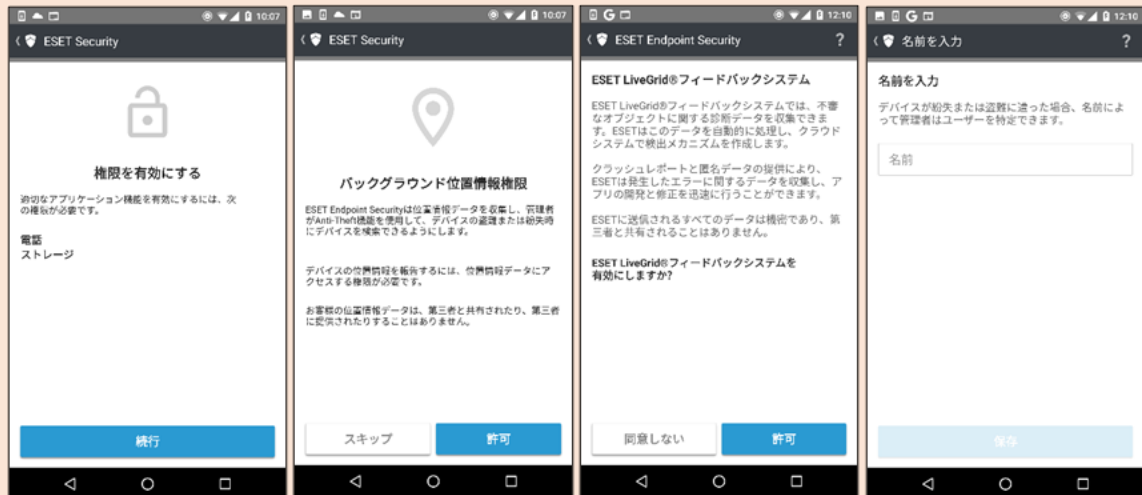 10:07
ESET Security
権限を有効にする
適切なアプリケーション機能を有効にするには、次
の権限が必要です。
電話
ストレージ
続行
10:07
ESET Security
バックグラウンド位置情報権限
ESET Endpoint Securityは位置情報データを収集し、管理者
がAnti-Theft機能を使用して、デバイスの盗難または紛失時
にデバイスを検索できるようにします。
デバイスの位置情報を報告するには、位置情報データにア
クセスする権限が必要です。
お客様の位置情報データは、第三者と共有されたり、第三者
に提供されたりすることはありません。
スキップ
許可
G
12:10
ESET Endpoint Security
?
ESET LiveGrid®フィードバックシステム
ESET LiveGrid®フィードバックシステムでは、不審
なオブジェクトに関する診断データを収集できま
す。ESETはこのデータを自動的に処理し、クラウド
システムで検出メカニズムを作成します。
クラッシュレポートと匿名データの提供により、
ESETは発生したエラーに関するデータを収集し、ア
プリの開発と修正を迅速に行うことができます。
ESETに送信されるすべてのデータは機密であり、第
三者と共有されることはありません。
ESET LiveGrid®フィードバックシステムを
有効にしますか?
同意しない
許可
G
12:10
名前を入力
?
名前を入力
デバイスが紛失または盗難に遭った場合、名前によ
って管理者はユーザーを特定できます。
名前
保存